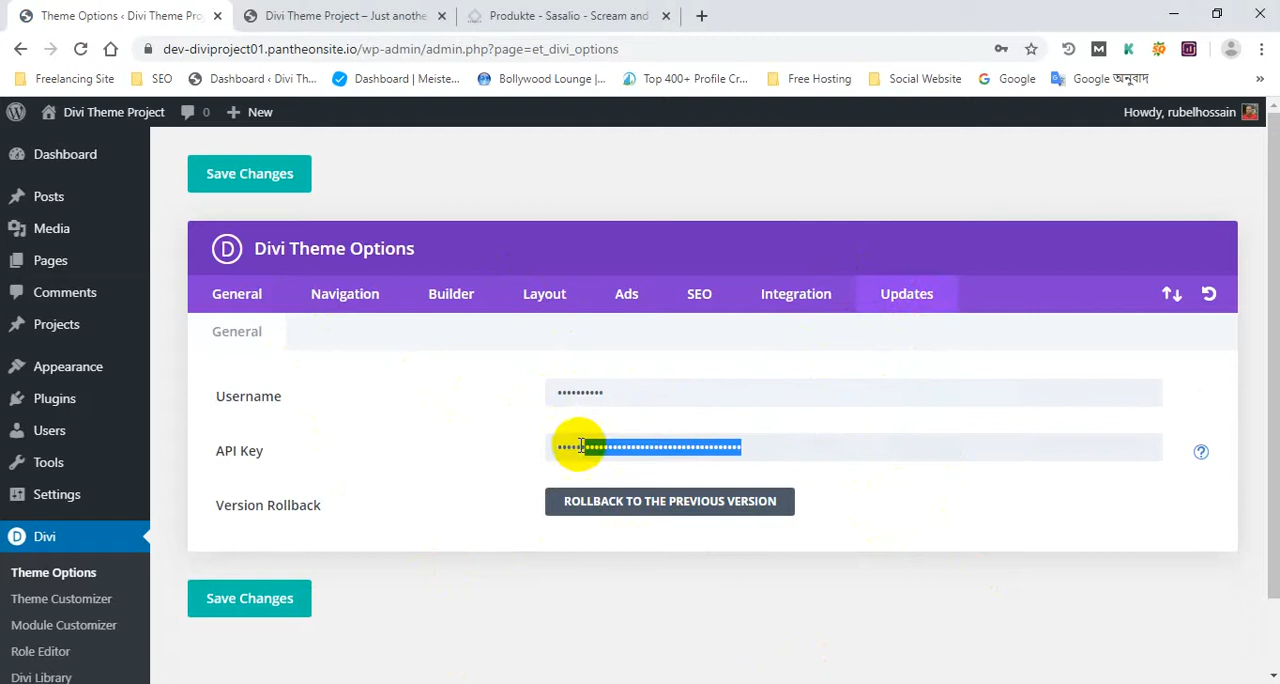 Theme Options ‹ Divi Theme Pro
Divi Theme Project – Just anothe
Produkte - Sasalio - Scream and
dev-diviproject01.pantheonsite.io/wp-admin/admin.php?page=et_divi_options
Freelancing Site
SEO
Dashboard ‹ Divi Th...
Dashboard | Meiste...
Bollywood Lounge |...
Top 400+ Profile Cr...
Free Hosting
Social Website
Google
Google অনুবাদ
»
Divi Theme Project
0
New
Howdy, rubelhossain
Dashboard
Posts
Media
Pages
Comments
Projects
Appearance
Plugins
Users
Tools
Settings
Divi
Theme Options
Theme Customizer
Module Customizer
Role Editor
Divi Library
Save Changes
D Divi Theme Options
General Navigation Builder Layout Ads SEO Integration Updates
General
Username
API Key
?
Version Rollback
ROLLBACK TO THE PREVIOUS VERSION
Save Changes